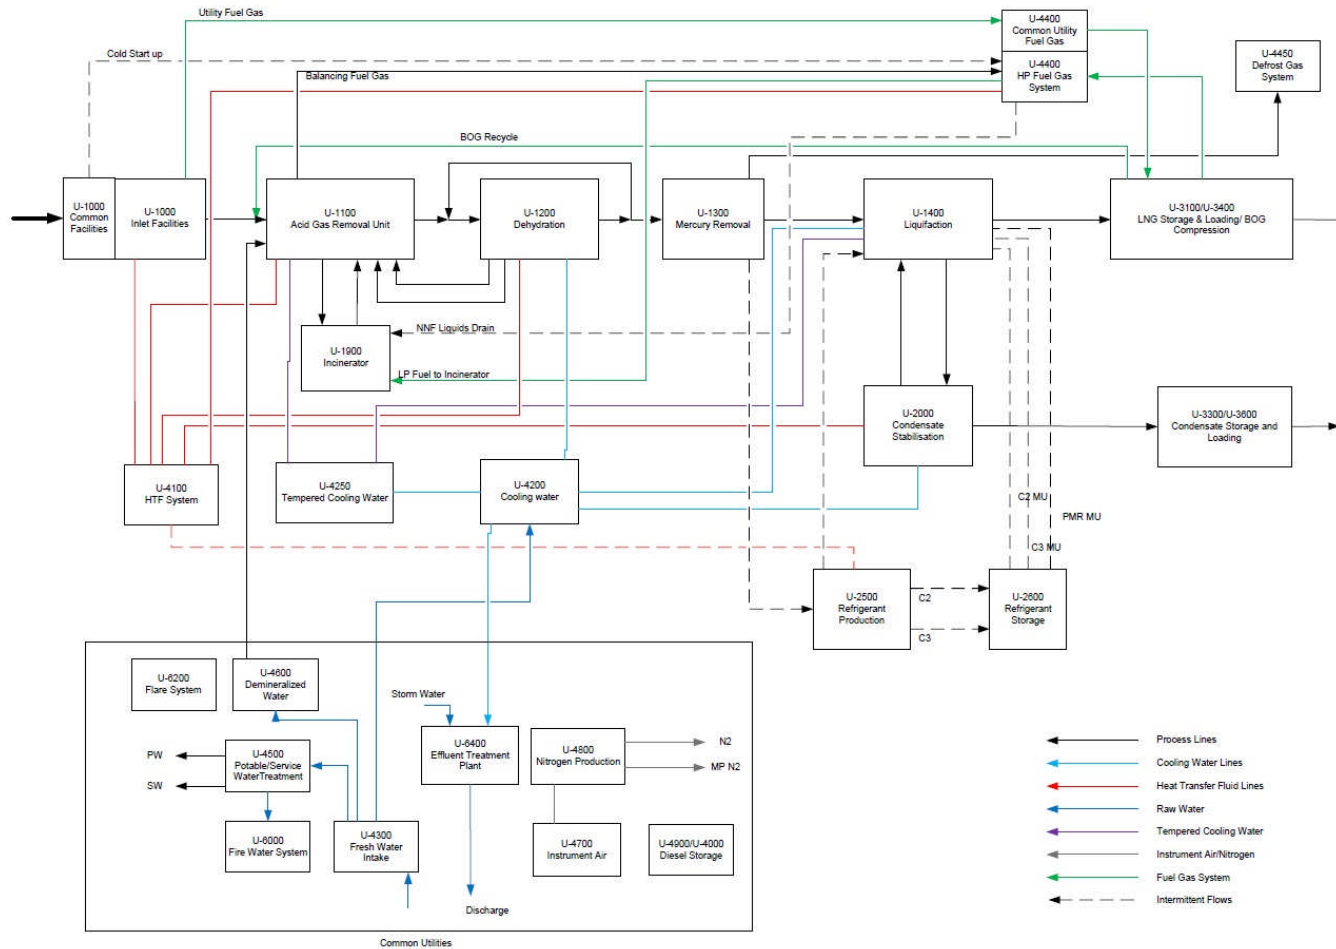 Utility Fuel Gas
U-4400
Common Utility
Fuel Gas
Cold Start up
U-4450
Defrost Gas
System
Balancing Fuel Gas
U-4400
HP Fuel Gas
System
BOG Recycle
U-1000
Common
Facilities
U-1000
Inlet Facilities
U-1100
Acid Gas Removal Unit
U-1200
Dehydration
U-1300
Mercury Removal
U-1400
Liquifaction
U-3100/U-3400
LNG Storage & Loading/ BOG
Compression
NNF Liquids Drain
U-1900
Incinerator
LP Fuel to Incinerator
U-2000
Condensate
Stabilisation
U-3300/U-3600
Condensate Storage and
Loading
U-4100
HTF System
U-4250
Tempered Cooling Water
U-4200
Cooling water
C2 MU
PMR MU
C3 MU
U-2500
Refrigerant
Production
C2
C3
U-2600
Refrigerant
Storage
U-6200
Flare System
U-4600
Demineralized
Water
Storm Water
PW
SW
U-4500
Potable/Service
WaterTreatment
U-6400
Effluent Treatment
Plant
U-4800
Nitrogen Production
N2
MP N2
U-6000
Fire Water System
U-4300
Fresh Water
Intake
U-4700
Instrument Air
U-4900/U-4000
Diesel Storage
Discharge
Common Utilities
Process Lines
Cooling Water Lines
Heat Transfer Fluid Lines
Raw Water
Tempered Cooling Water
Instrument Air/Nitrogen
Fuel Gas System
Intermittent Flows